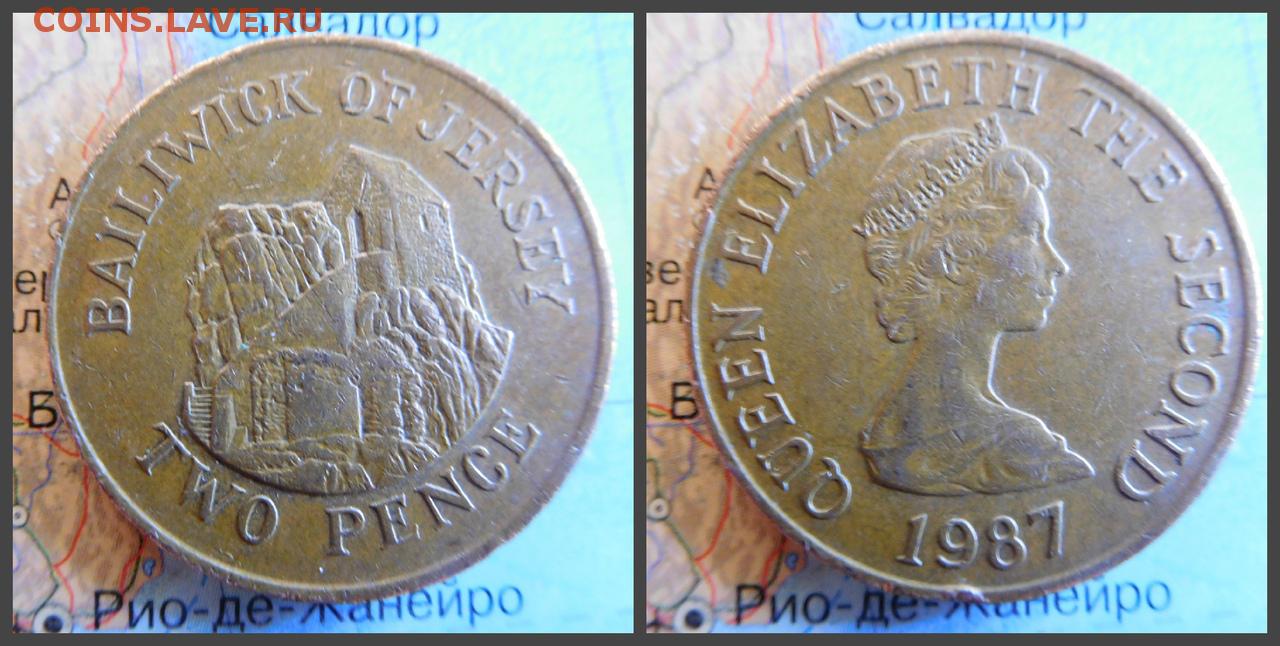 COINS.LAVE.RU
Салвадор
BAILIWICK OF JERSEY
TWO PENCE
Рио-де-Жанейро
Салвадор
QUEEN ELIZABETH THE SECOND
1987
Рио-де-Жанейро